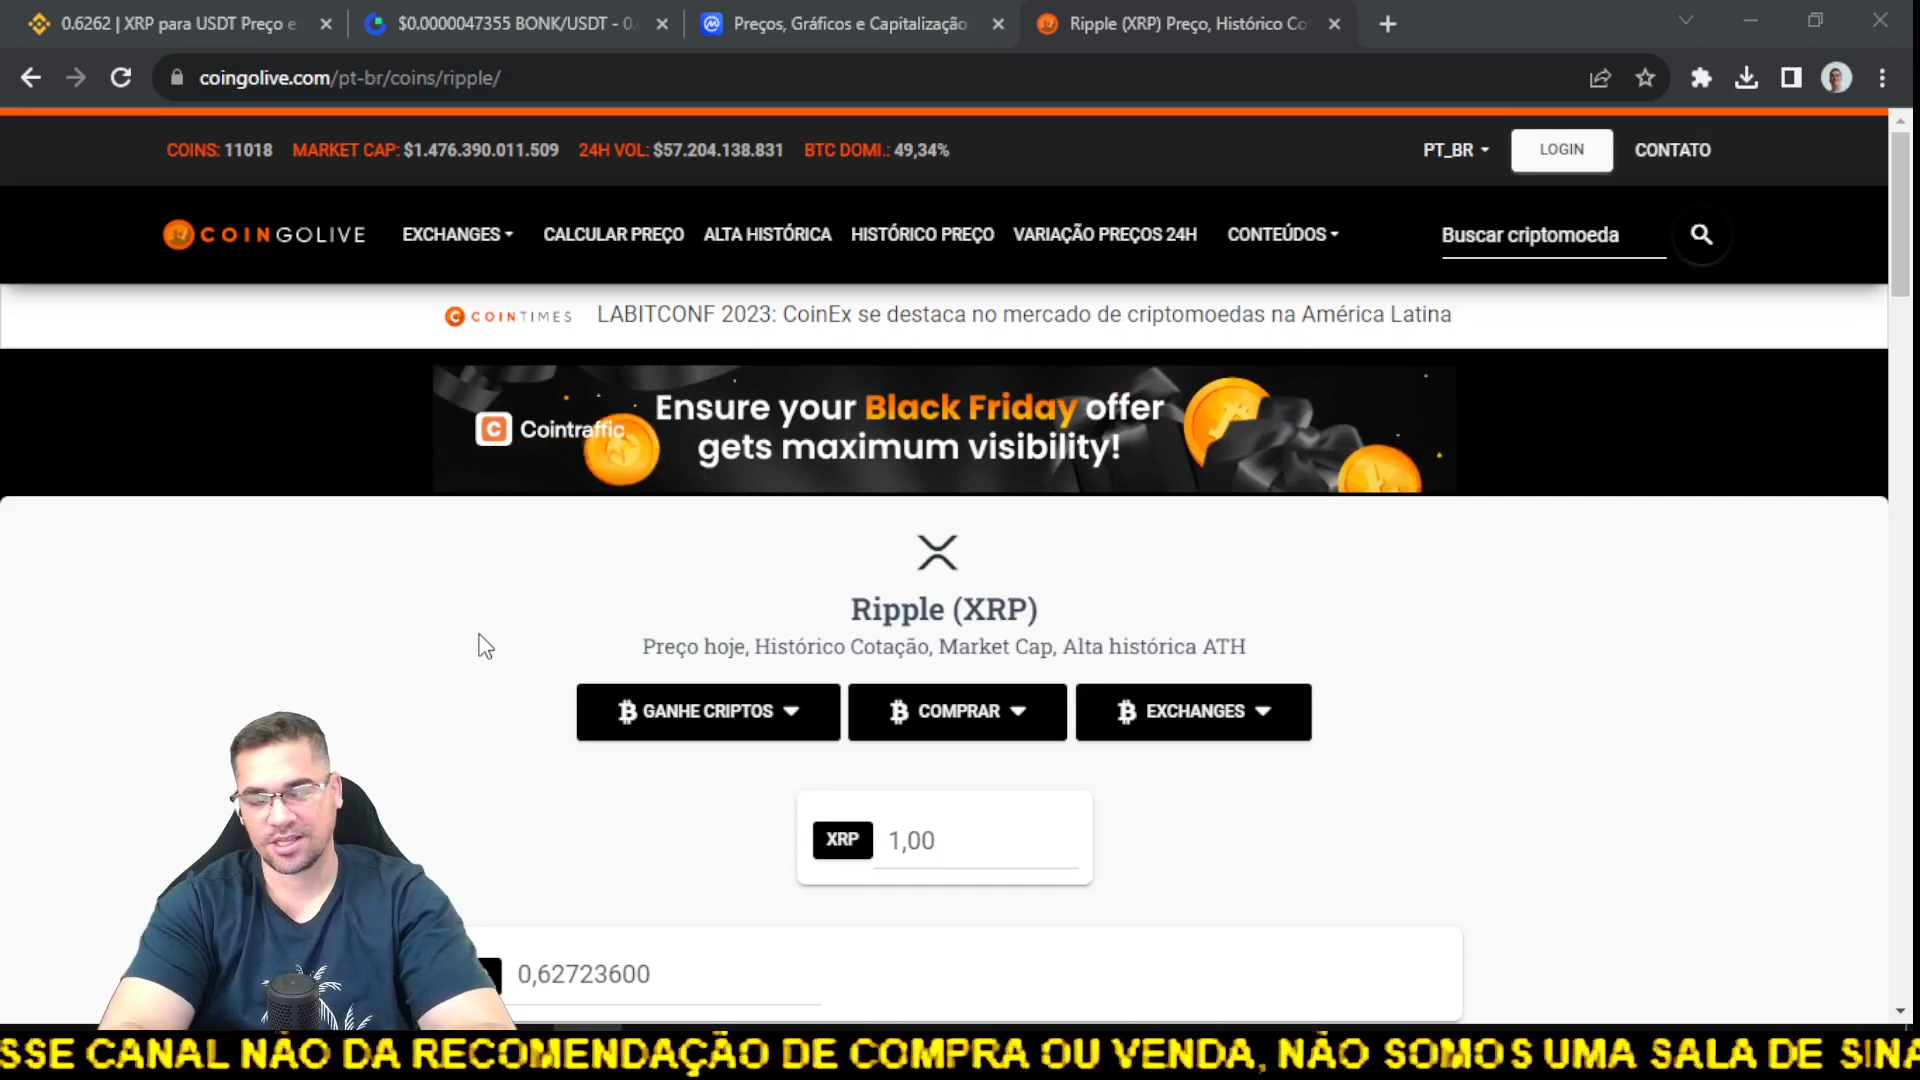 0.6262 | XRP para USDT Preço e
$0.0000047355 BONK/USDT - 0.
Preços, Gráficos e Capitalização
Ripple (XRP) Preço, Histórico Co
coingolive.com/pt-br/coins/ripple/
COINS: 11018 MARKET CAP: $1.476.390.011.509 24H VOL: $57.204.138.831 BTC DOMI.: 49,34%
PT_BR LOGIN CONTATO
COINGOLIVE EXCHANGES CALCULAR PREÇO ALTA HISTÓRICA HISTÓRICO PREÇO VARIAÇÃO PREÇOS 24H CONTEÚDOS Buscar criptomoeda
COINTIMES LABITCONF 2023: CoinEx se destaca no mercado de criptomoedas na América Latina
Cointraffic
Ensure your Black Friday offer
gets maximum visibility!
Ripple (XRP)
Preço hoje, Histórico Cotação, Market Cap, Alta histórica ATH
GANHE CRIPTOS COMPRAR EXCHANGES
XRP 1,00
0,62723600
SSE CANAL NÃO DA RECOMENDAÇÃO DE COMPRA OU VENDA, NÃO SOMOS UMA SALA DE SINA